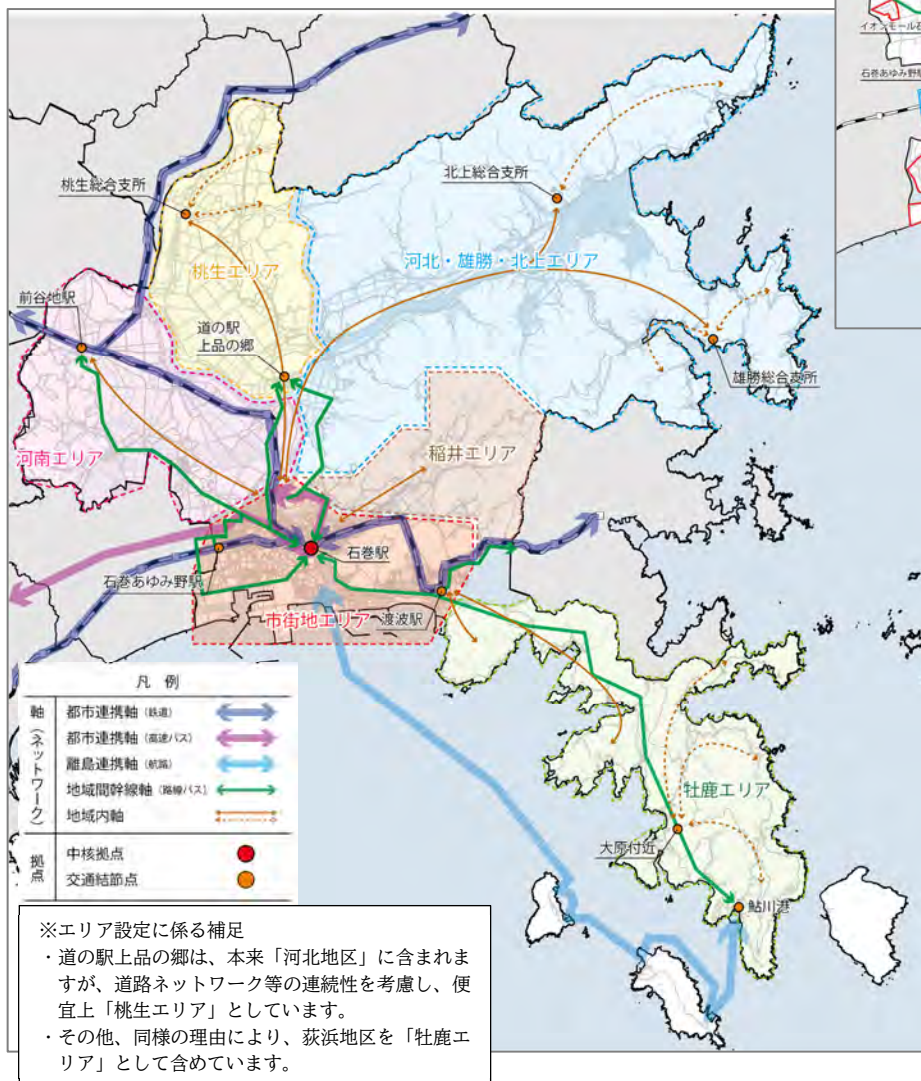 イオンモール石
石巻あゆみ野駅
桃生総合支所
北上総合支所
桃生エリア
河北・雄勝・北上エリア
前谷地駅
道の駅
上品の郷
雄勝総合支所
河南エリア
稲井エリア
石巻駅
石巻あゆみ野駅
市街地エリア
渡波駅
牡鹿エリア
大原付近
鮎川港
凡 例
軸(ネットワーク)
都市連携軸(鉄道)
都市連携軸(高速バス)
離島連携軸(航路)
地域間幹線軸(路線バス)
地域内軸
拠点
中核拠点
交通結節点
※エリア設定に係る補足
・道の駅上品の郷は、本来「河北地区」に含まれま
すが、道路ネットワーク等の連続性を考慮し、便
宜上「桃生エリア」としています。
・その他、同様の理由により、荻浜地区を「牡鹿エ
リア」として含めています。